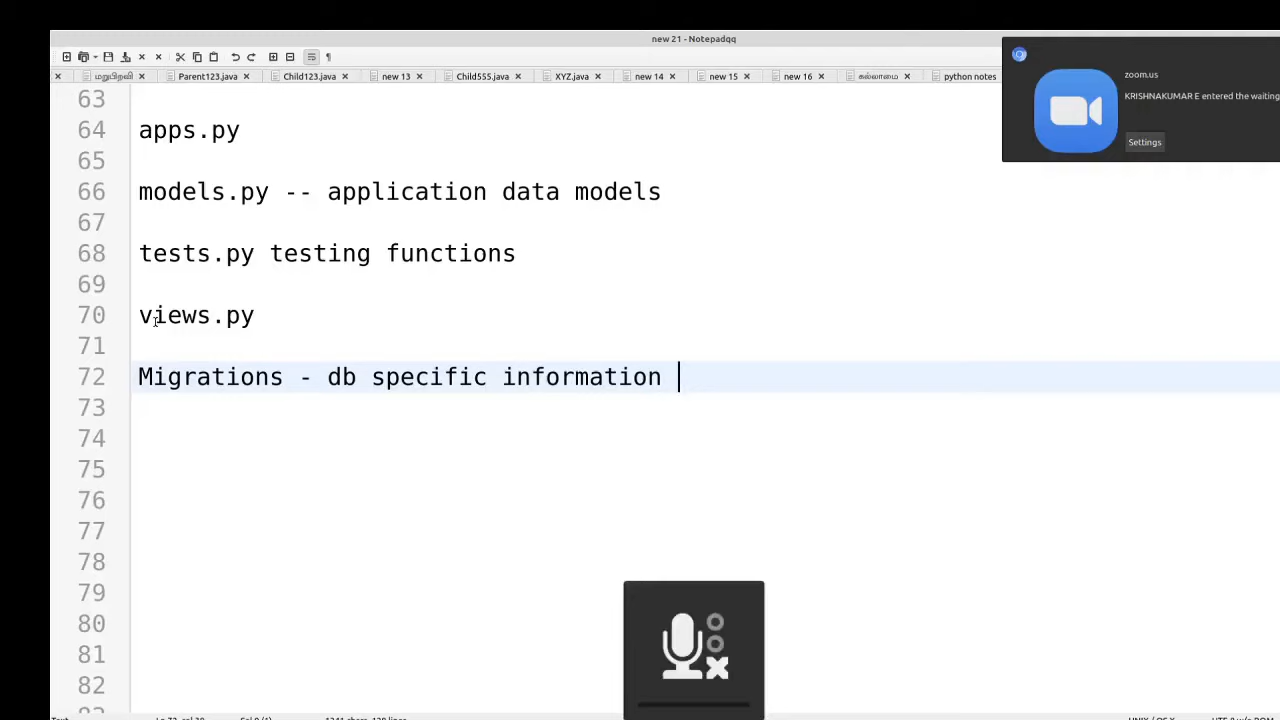 new 21 - Notepadqq
மறுபிறவி Parent123.java Child123.java new 13 Child555.java XYZ.java new 14 new 15 new 16 கல்லாமை python notes
zoom.us
KRISHNAKUMAR E entered the waiting
Settings
63
64 apps.py
65
66 models.py -- application data models
67
68 tests.py testing functions
69
70 views.py
71
72 Migrations - db specific information
73
74
75
76
77
78
79
80
81
82